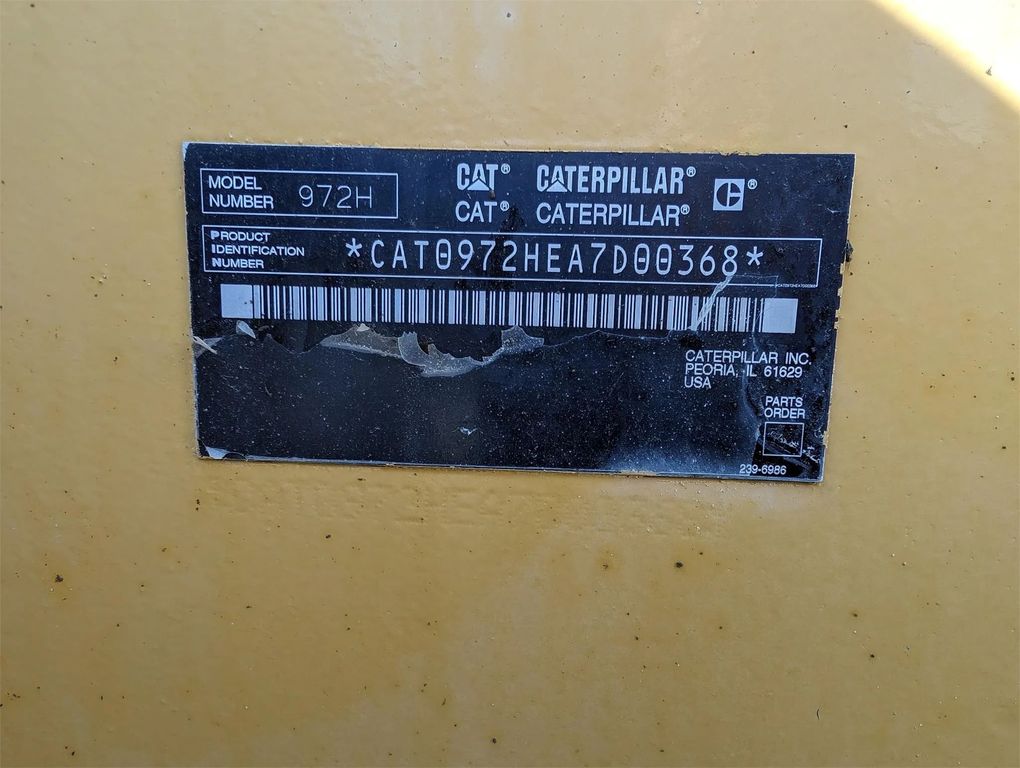 MODEL
NUMBER 972H
CAT® CATERPILLAR® ®
CAT® CATERPILLAR®
PRODUCT
IDENTIFICATION
NUMBER
*CAT0972HEA7D00368*
CATERPILLAR INC.
PEORIA, IL 61629
USA
PARTS
ORDER
239-6986